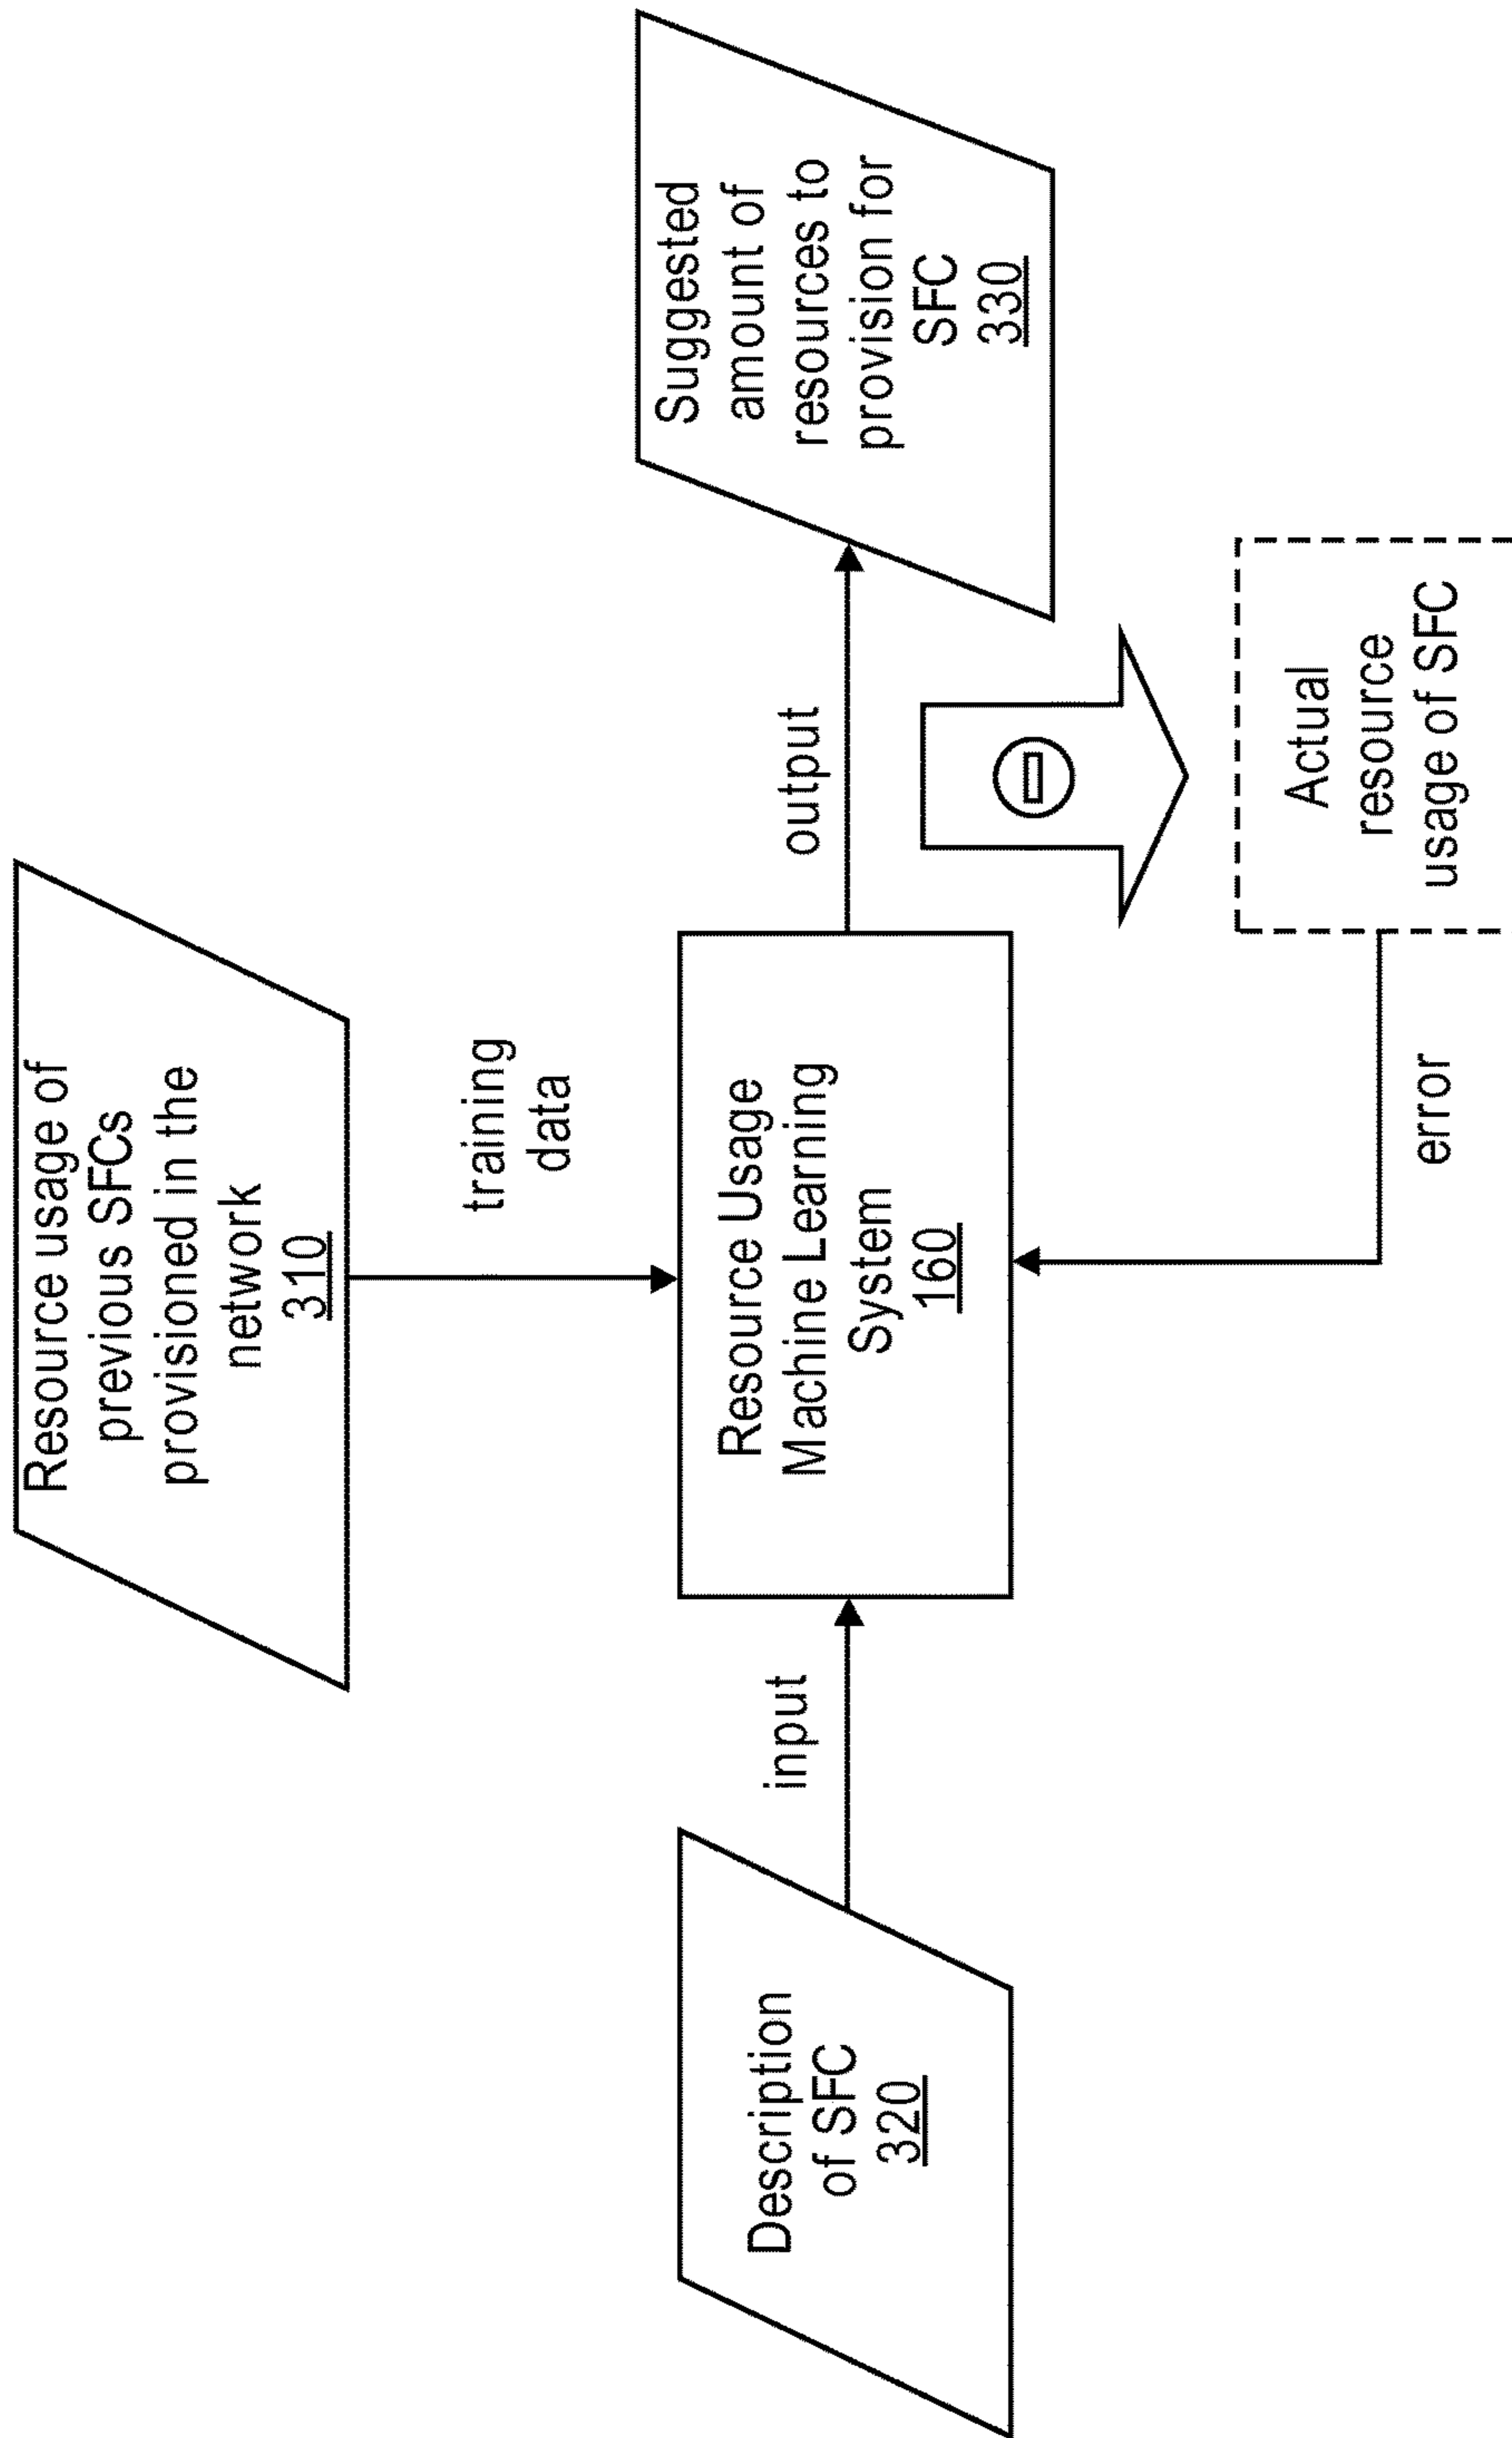 Resource usage of
previous SFCs
provisioned in the
network
310
training
data
Description
of SFC
320
input
Resource Usage
Machine Learning
System
160
output
Suggested
amount of
resources to
provision for
SFC
330
error
Actual
resource
usage of SFC